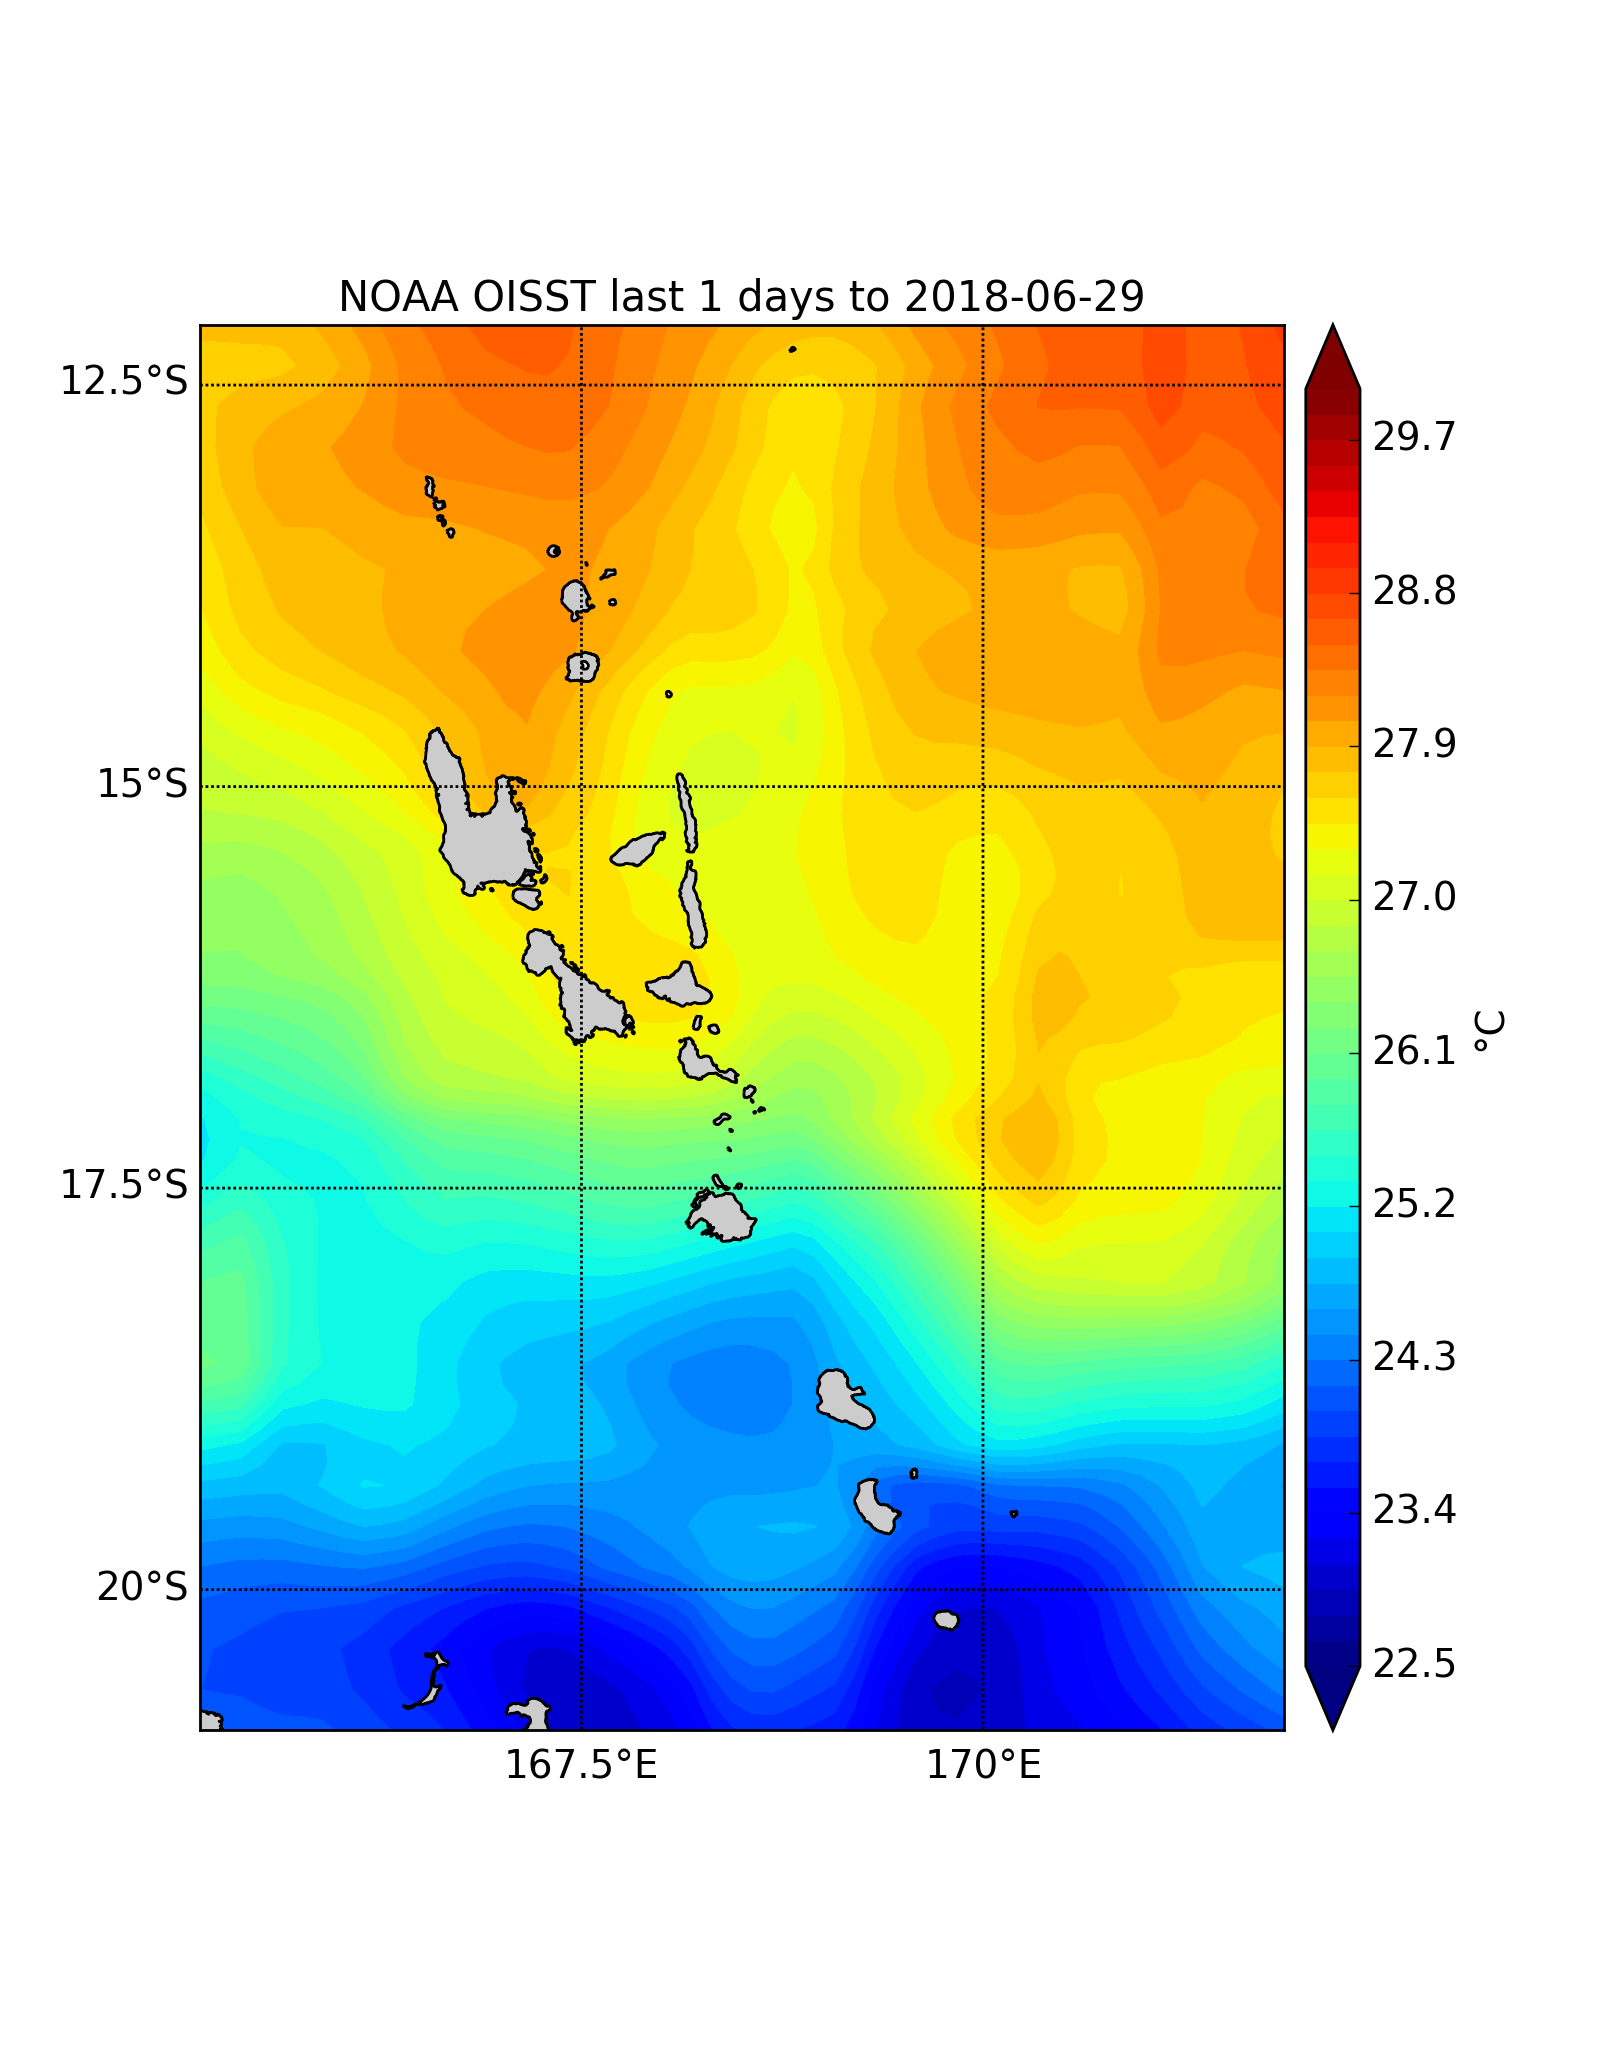 NOAA OISST last 1 days to 2018-06-29
12.5°S
15°S
17.5°S
20°S
167.5°E
170°E
29.7
28.8
27.9
27.0
26.1
25.2
24.3
23.4
22.5
°C